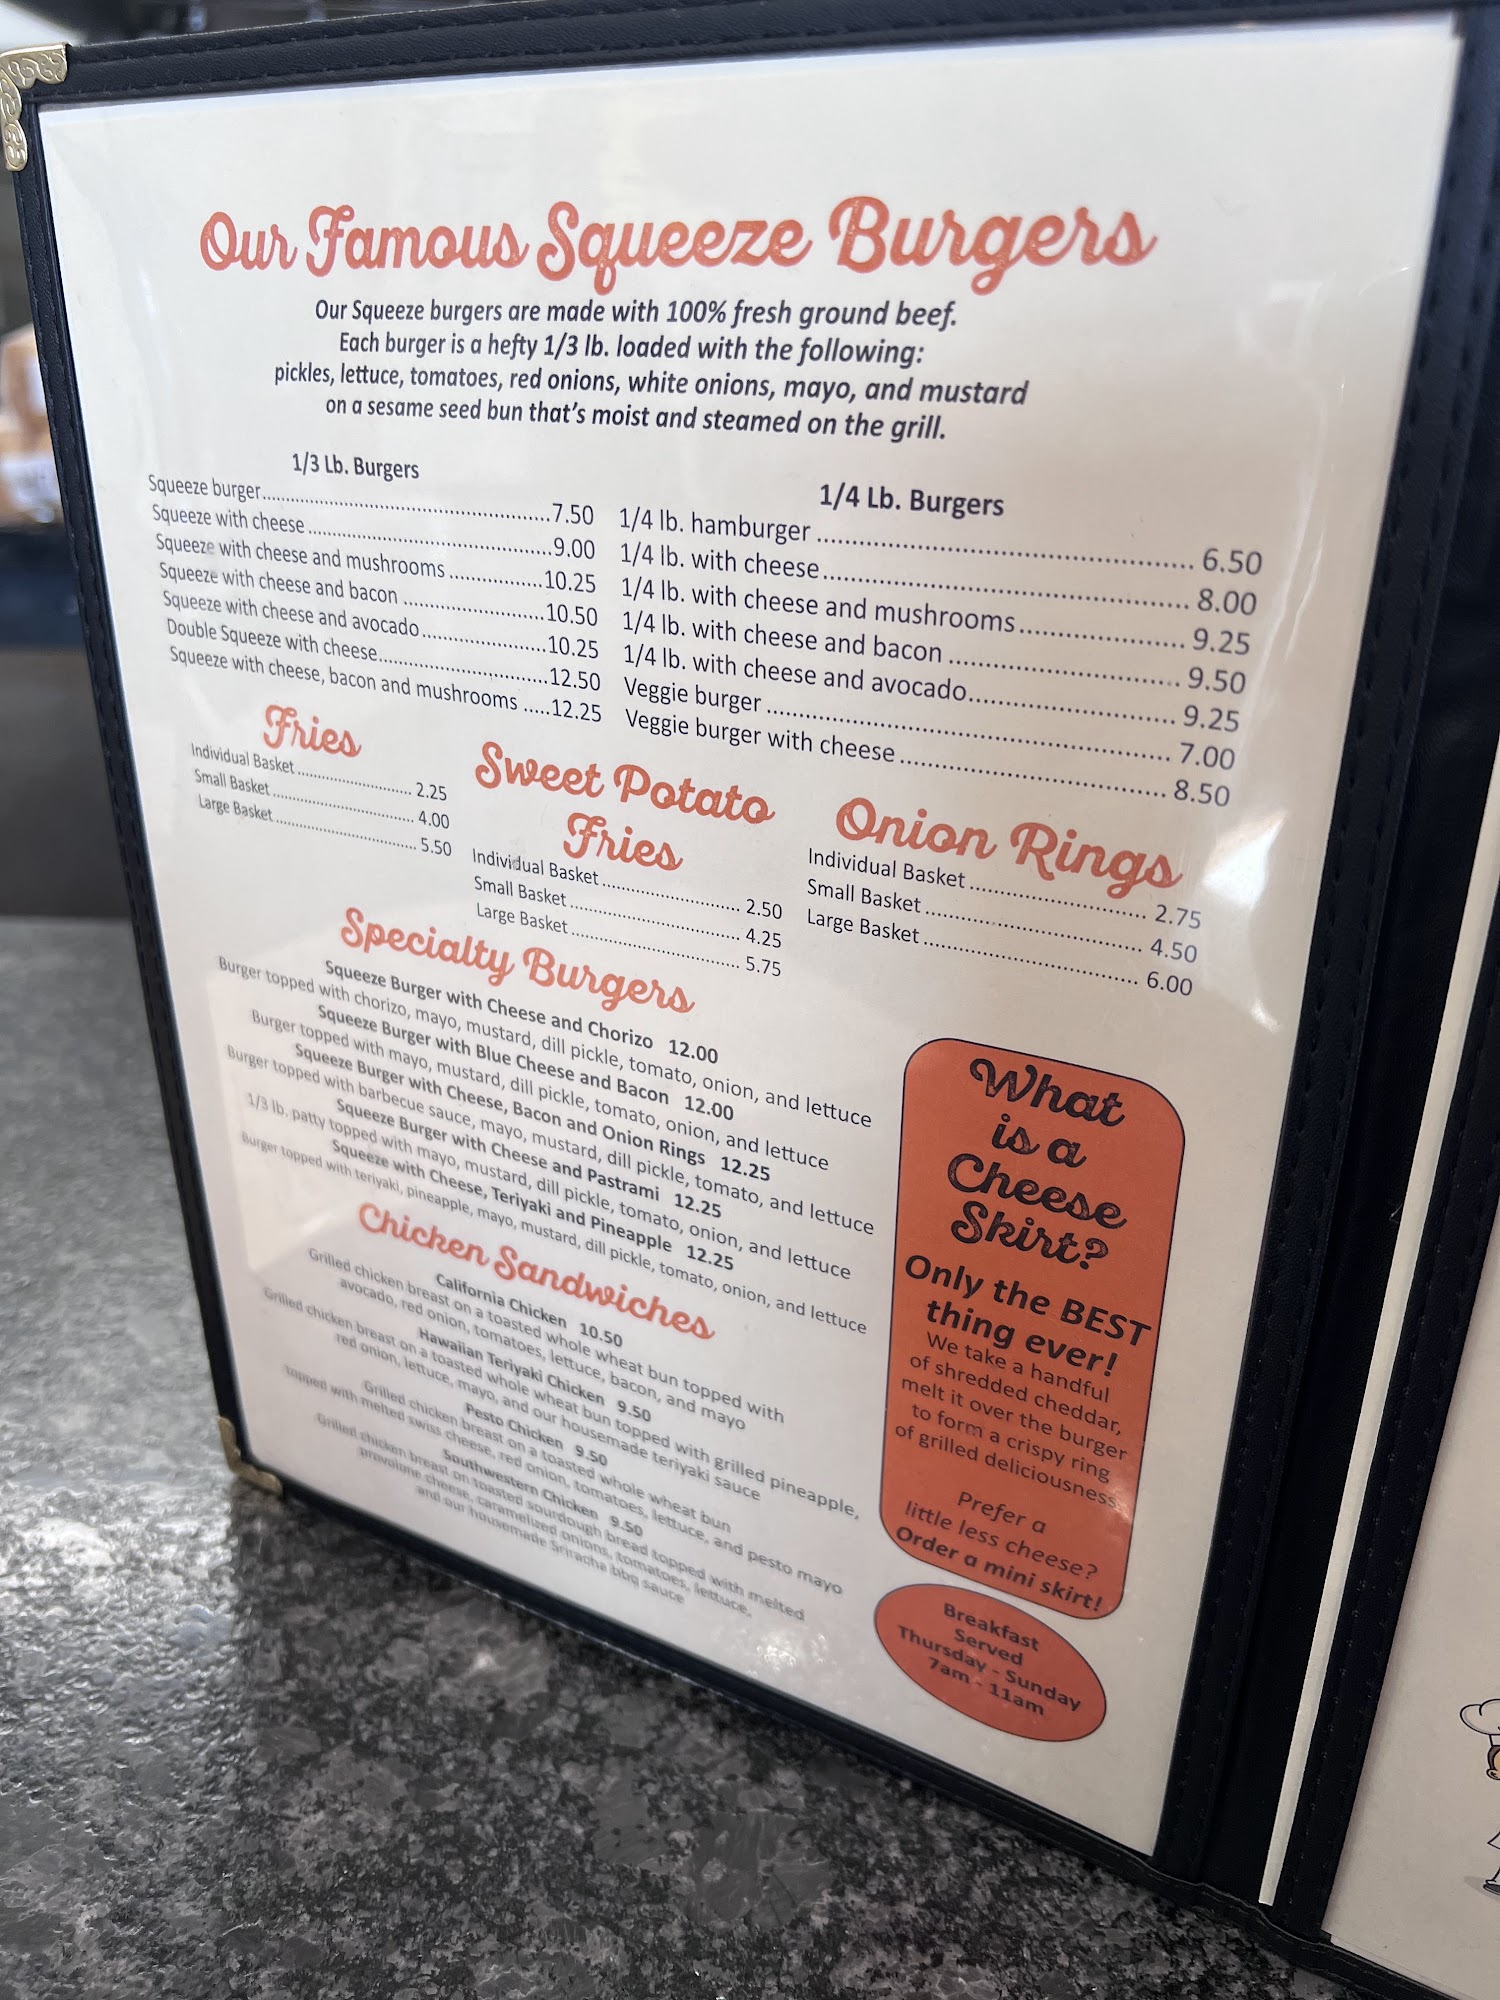 Our Famous Squeeze Burgers
Our Squeeze burgers are made with 100% fresh ground beef.
Each burger is a hefty 1/3 lb. loaded with the following:
pickles, lettuce, tomatoes, red onions, white onions, mayo, and mustard
on a sesame seed bun that's moist and steamed on the grill.
1/3 Lb. Burgers
Squeeze burger 7.50
Squeeze with cheese 9.00
Squeeze with cheese and mushrooms 10.25
Squeeze with cheese and bacon 10.50
Squeeze with cheese and avocado 10.25
Double Squeeze with cheese 12.50
Squeeze with cheese, bacon and mushrooms 12.25
1/4 Lb. Burgers
1/4 lb. hamburger 6.50
1/4 lb. with cheese 8.00
1/4 lb. with cheese and mushrooms 9.25
1/4 lb. with cheese and bacon 9.50
1/4 lb. with cheese and avocado 9.25
Veggie burger 7.00
Veggie burger with cheese 8.50
Fries
Individual Basket 2.25
Small Basket 4.00
Large Basket 5.50
Sweet Potato
Fries
Individual Basket 2.50
Small Basket 4.25
Large Basket 5.75
Onion Rings
Individual Basket 2.75
Small Basket 4.50
Large Basket 6.00
Specialty Burgers
Squeeze Burger with Cheese and Chorizo 12.00
Burger topped with chorizo, mayo, mustard, dill pickle, tomato, onion, and lettuce
Squeeze Burger with Blue Cheese and Bacon 12.00
Burger topped with mayo, mustard, dill pickle, tomato, onion, and lettuce
Squeeze Burger with Cheese, Bacon and Onion Rings 12.25
Burger topped with barbecue sauce, mayo, mustard, dill pickle, tomato, and lettuce
Squeeze Burger with Cheese and Pastrami 12.25
1/3 lb. patty topped with mayo, mustard, dill pickle, tomato, onion, and lettuce
Squeeze with Cheese, Teriyaki and Pineapple 12.25
Burger topped with teriyaki, pineapple, mayo, mustard, dill pickle, tomato, onion, and lettuce
Chicken Sandwiches
California Chicken 10.50
Grilled chicken breast on a toasted whole wheat bun topped with
avocado, red onion, tomatoes, lettuce, bacon, and mayo
Hawaiian Teriyaki Chicken 9.50
Grilled chicken breast on a toasted whole wheat bun topped with grilled pineapple,
red onion, lettuce, mayo, and our housemade teriyaki sauce
Pesto Chicken 9.50
Grilled chicken breast on a toasted whole wheat bun
topped with melted swiss cheese, red onion, tomatoes, lettuce, and pesto mayo
Southwestern Chicken 9.50
Grilled chicken breast on toasted sourdough bread topped with melted
provolone cheese, caramelized onions, tomatoes, lettuce,
and our housemade Sriracha bbq sauce
What
is a
Cheese
Skirt?
Only the BEST
thing ever!
We take a handful
of shredded cheddar,
melt it over the burger
to form a crispy ring
of grilled deliciousness.
Prefer a
little less cheese?
Order a mini skirt!
Breakfast
Served
Thursday - Sunday
7am - 11am